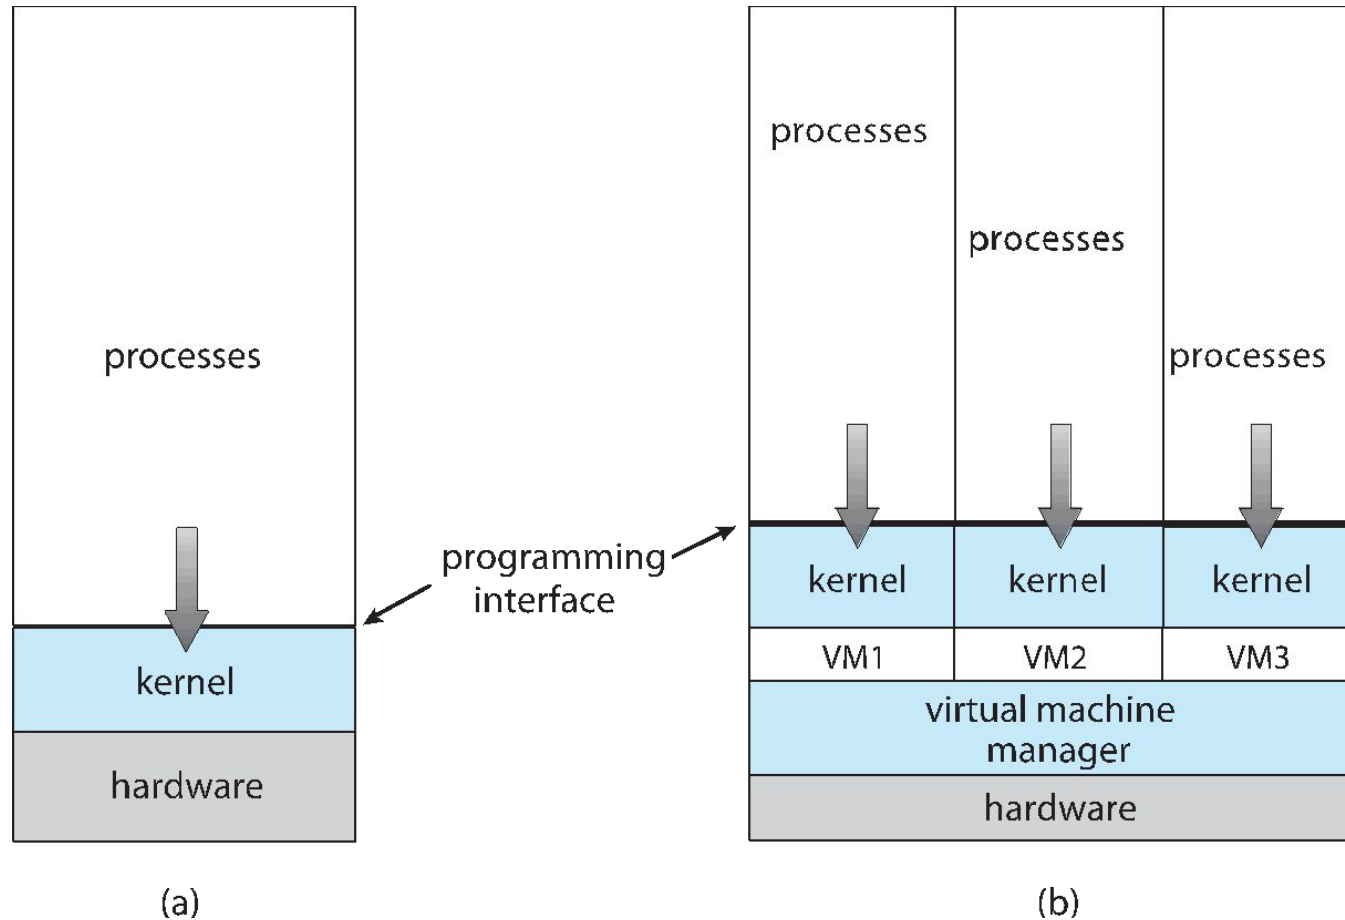 processes
kernel
hardware
(a)
programming
interface
processes
processes
processes
kernel
kernel
kernel
VM1
VM2
VM3
virtual machine
manager
hardware
(b)